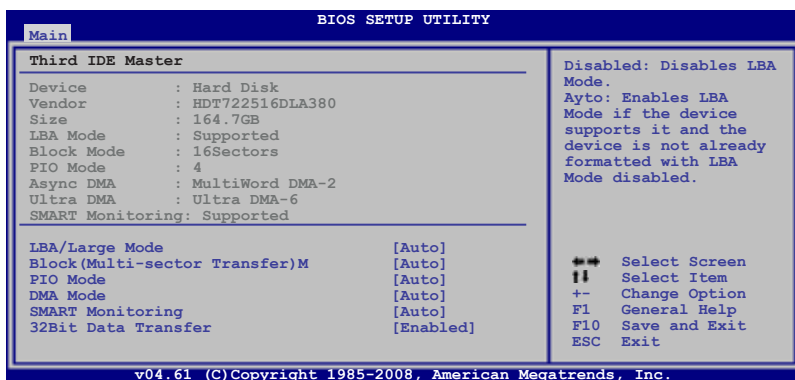 BIOS SETUP UTILITY
Main
Third IDE Master
Device : Hard Disk
Vendor : HDT722516DLA380
Size : 164.7GB
LBA Mode : Supported
Block Mode : 16Sectors
PIO Mode : 4
Async DMA : MultiWord DMA-2
Ultra DMA : Ultra DMA-6
SMART Monitoring: Supported
LBA/Large Mode [Auto]
Block(Multi-sector Transfer)M [Auto]
PIO Mode [Auto]
DMA Mode [Auto]
SMART Monitoring [Auto]
32Bit Data Transfer [Enabled]
Disabled: Disables LBA
Mode.
Ayto: Enables LBA
Mode if the device
supports it and the
device is not already
formatted with LBA
Mode disabled.
←→ Select Screen
↑↓ Select Item
+- Change Option
F1 General Help
F10 Save and Exit
ESC Exit
v04.61 (C)Copyright 1985-2008, American Megatrends, Inc.